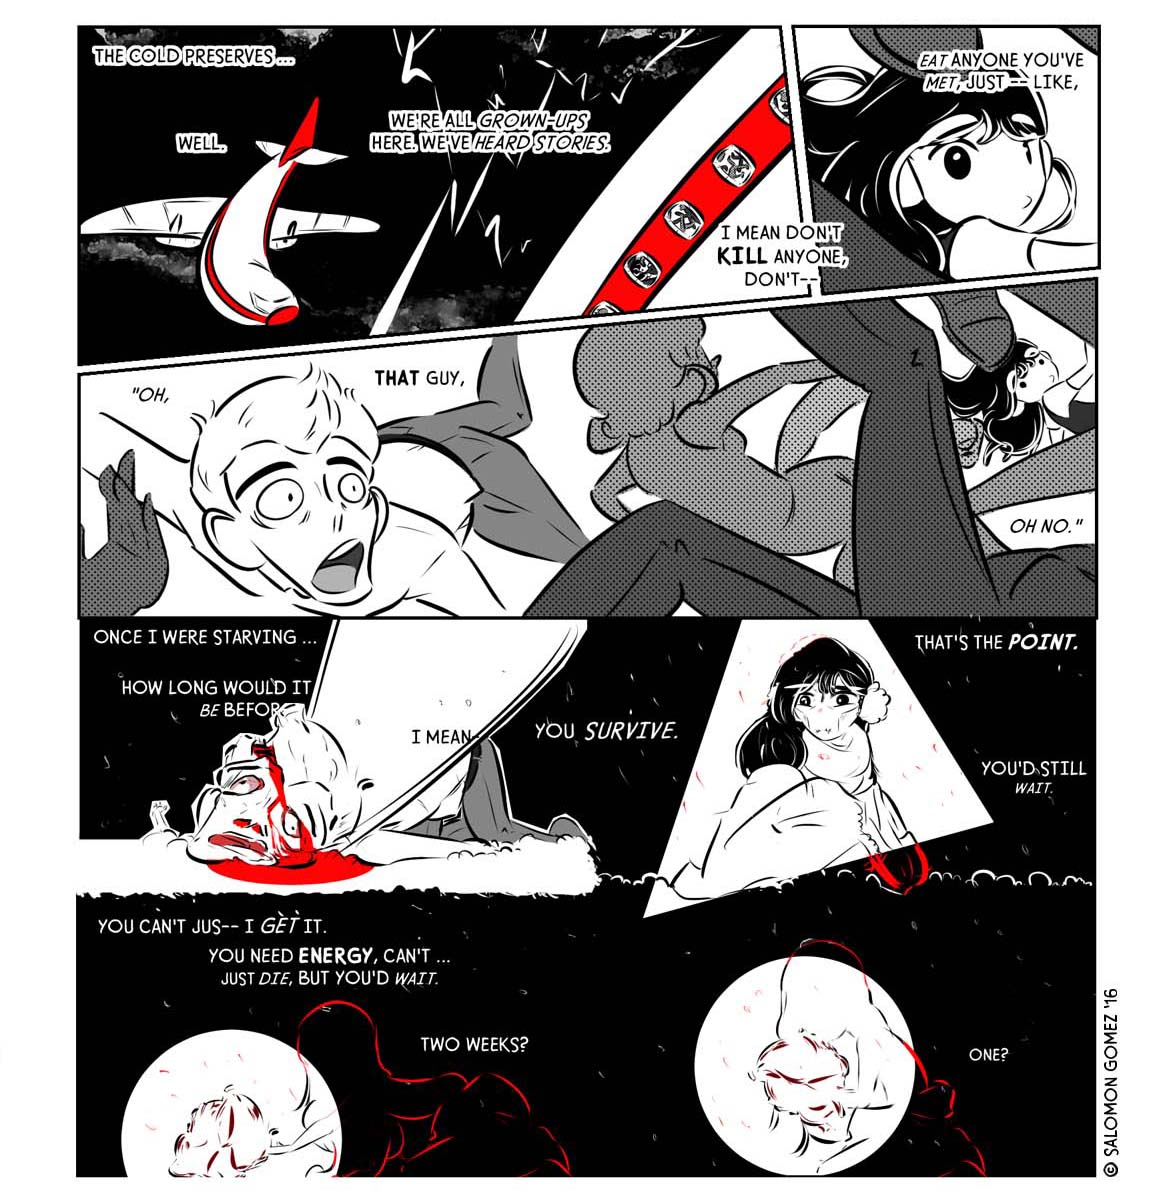 THE COLD PRESERVES ...
WELL.
WE'RE ALL GROWN-UPS
HERE. WE'VE HEARD STORIES.
I MEAN DON'T
KILL ANYONE,
DON'T--
EAT ANYONE YOU'VE
MET, JUST -- LIKE,
"OH,
THAT GUY,
OH NO."
ONCE I WERE STARVING ...
HOW LONG WOULD IT
BE BEFOR
I MEAN--
YOU SURVIVE.
THAT'S THE POINT.
YOU'D STILL
WAIT.
YOU CAN'T JUS-- I GET IT.
YOU NEED ENERGY, CAN'T ...
JUST DIE, BUT YOU'D WAIT.
TWO WEEKS?
ONE?
© SALOMON GOMEZ '16